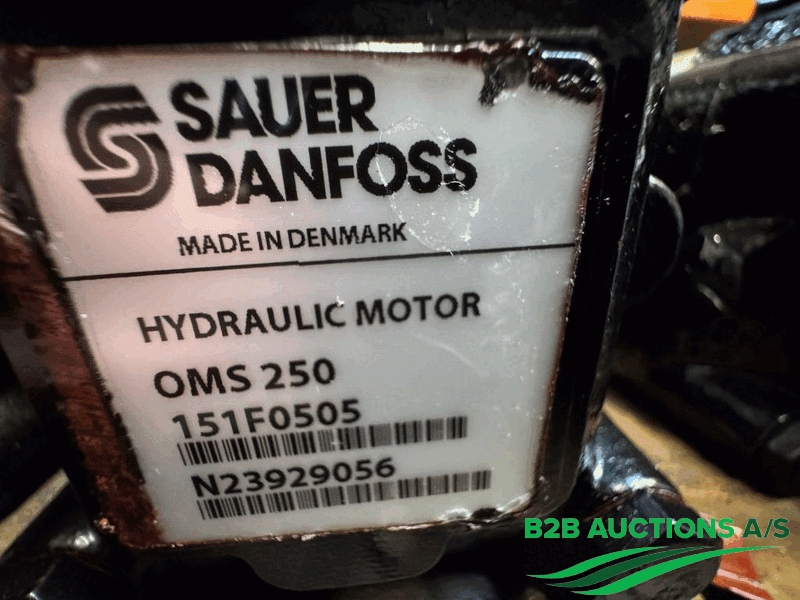 SAUER
DANFOSS
MADE IN DENMARK
HYDRAULIC MOTOR
OMS 250
151F0505
N23929056
B2B AUCTIONS A/S